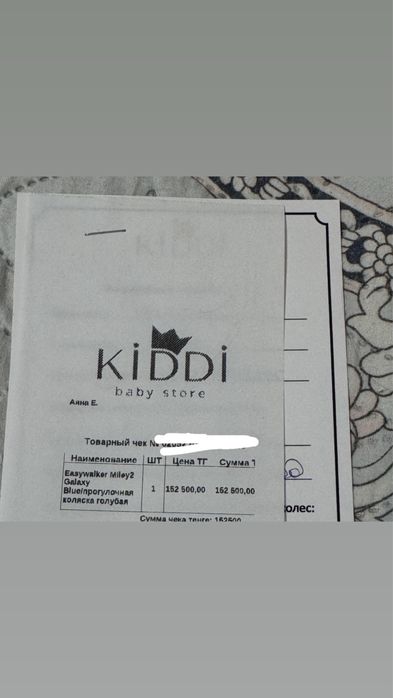 KiDDi
baby store
Анна Е.
Товарный чек №
Наименование ШТ Цена ТГ Сумма Т
Easywalker Miley2
Galaxy
Blue/прогулочная
коляска голубая
1 152 500,00 152 500,00
Сумма чека тенге: 152500
олес: